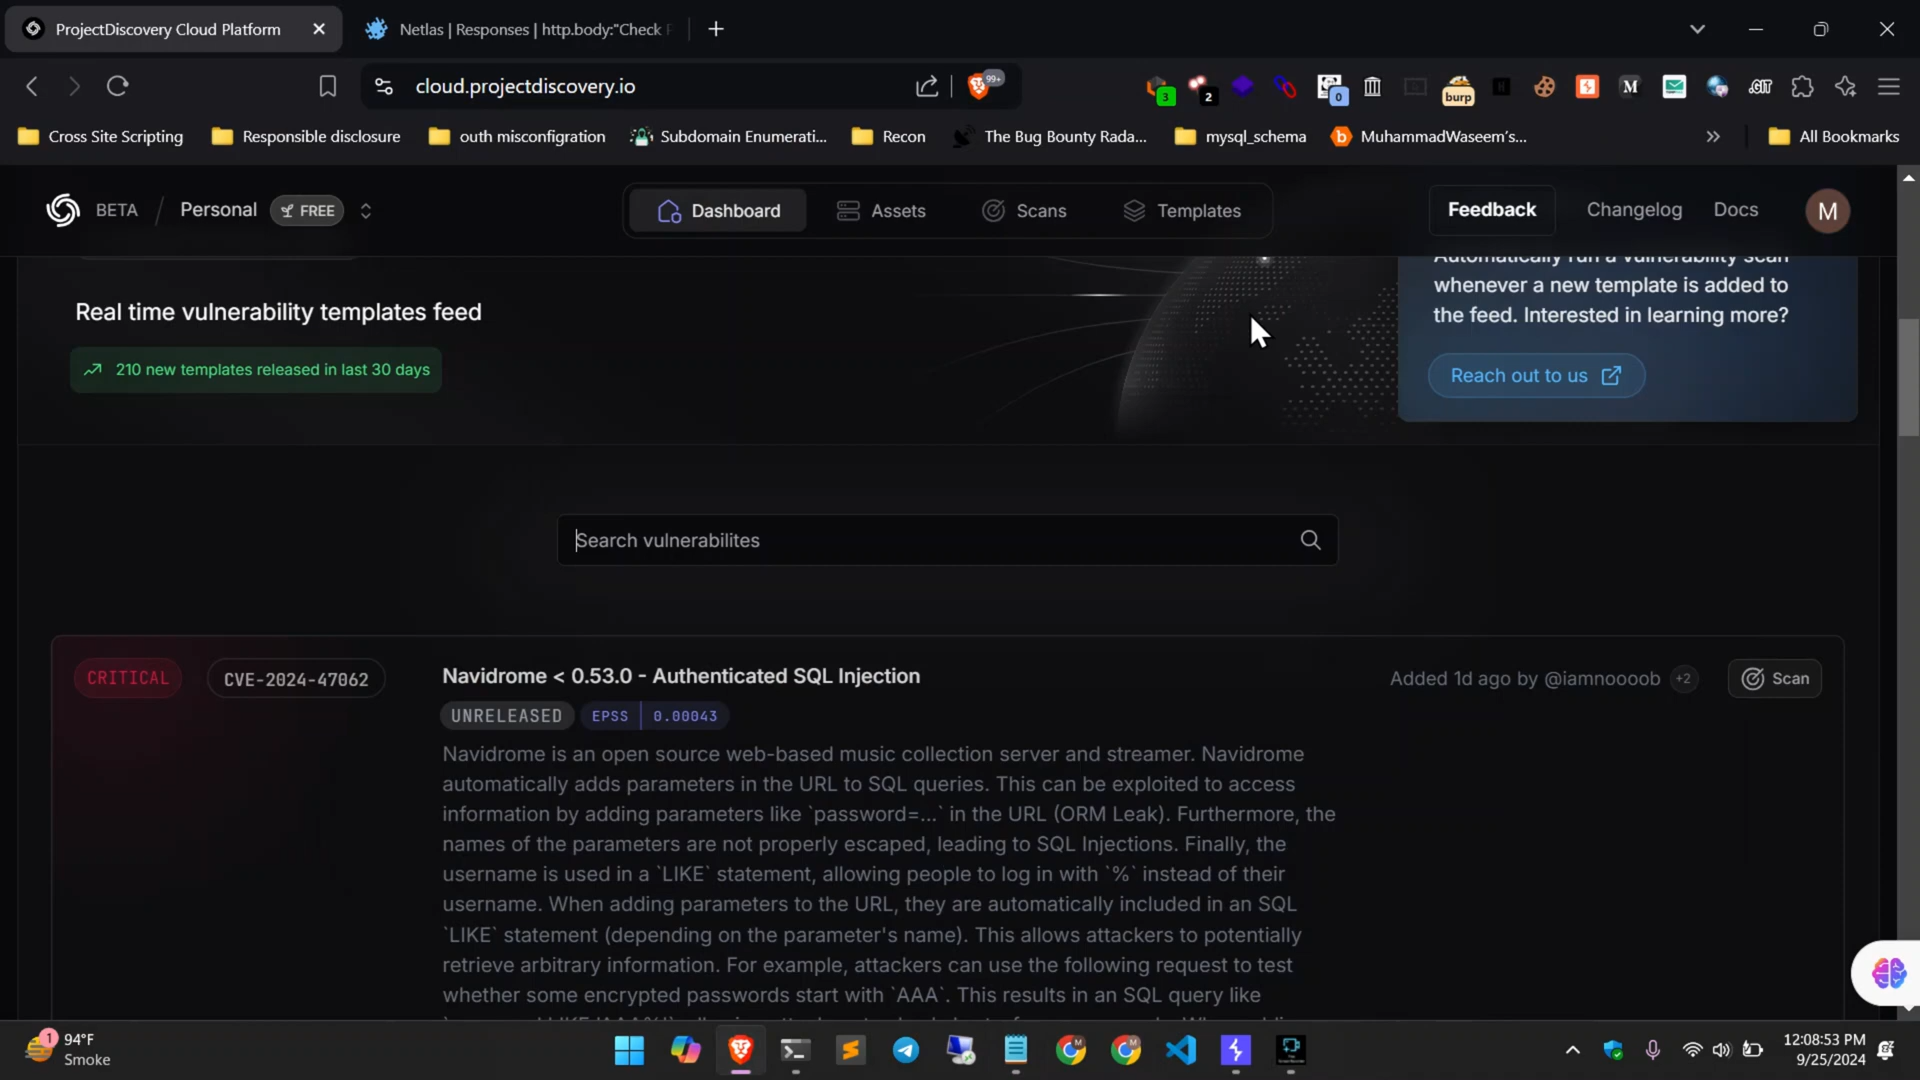 ProjectDiscovery Cloud Platform
Netlas | Responses | http.body:"Check
cloud.projectdiscovery.io
99+
3
2
0
burp
M
GIT
Cross Site Scripting
Responsible disclosure
outh misconfigration
Subdomain Enumerati...
Recon
The Bug Bounty Rada...
mysql_schema
MuhammadWaseem's...
All Bookmarks
BETA / Personal FREE
Dashboard
Assets
Scans
Templates
Feedback
Changelog
Docs
M
Automatically run a vulnerability scan
whenever a new template is added to
the feed. Interested in learning more?
Reach out to us
Real time vulnerability templates feed
210 new templates released in last 30 days
Search vulnerabilites
CRITICAL
CVE-2024-47062
Navidrome < 0.53.0 - Authenticated SQL Injection
Added 1d ago by @iamnoooob +2
Scan
UNRELEASED
EPSS 0.00043
Navidrome is an open source web-based music collection server and streamer. Navidrome
automatically adds parameters in the URL to SQL queries. This can be exploited to access
information by adding parameters like `password=...` in the URL (ORM Leak). Furthermore, the
names of the parameters are not properly escaped, leading to SQL Injections. Finally, the
username is used in a `LIKE` statement, allowing people to log in with `%` instead of their
username. When adding parameters to the URL, they are automatically included in an SQL
`LIKE` statement (depending on the parameter's name). This allows attackers to potentially
retrieve arbitrary information. For example, attackers can use the following request to test
whether some encrypted passwords start with `AAA`. This results in an SQL query like
1
94°F
Smoke
12:08:53 PM
9/25/2024